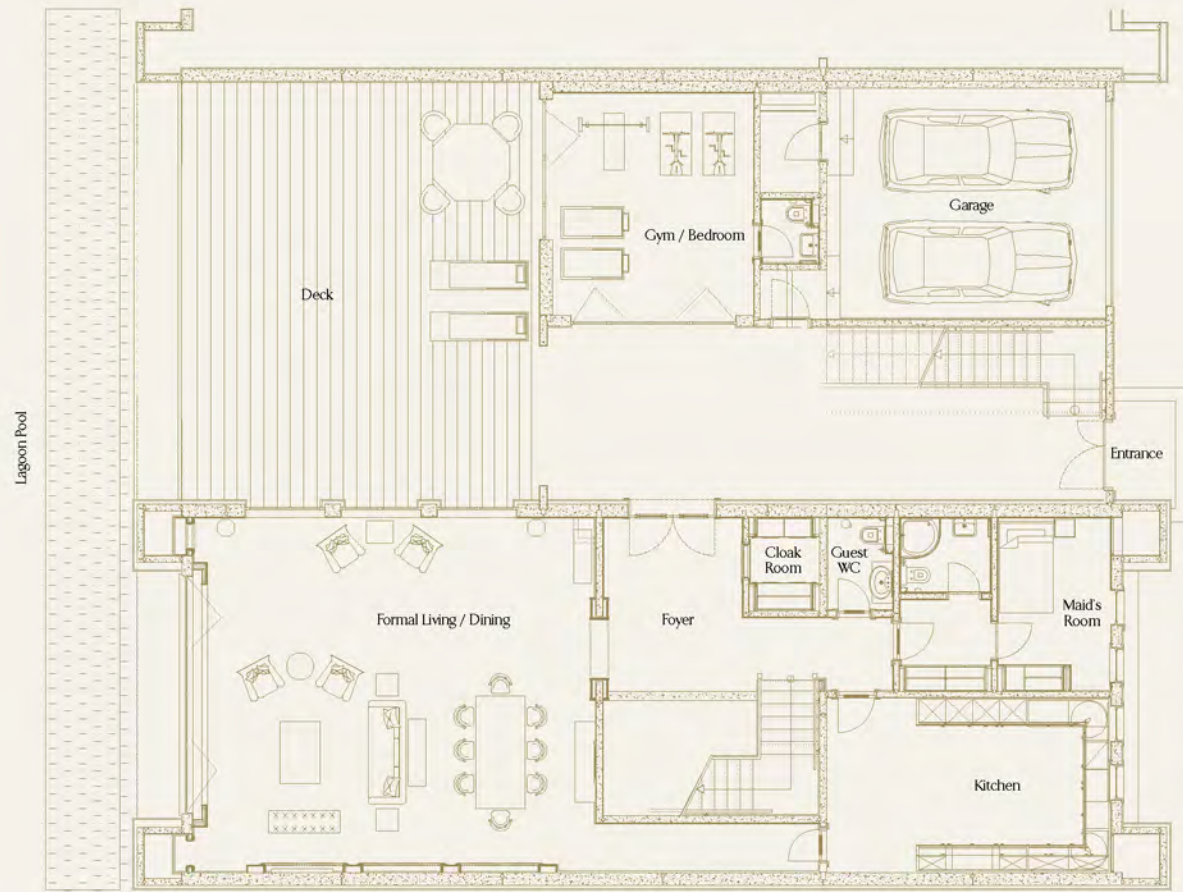 Garage
Gym / Bedroom
Deck
Lagoon Pool
Entrance
Cloak
Room
Guest
WC
Maid's
Room
Formal Living / Dining
Foyer
Kitchen